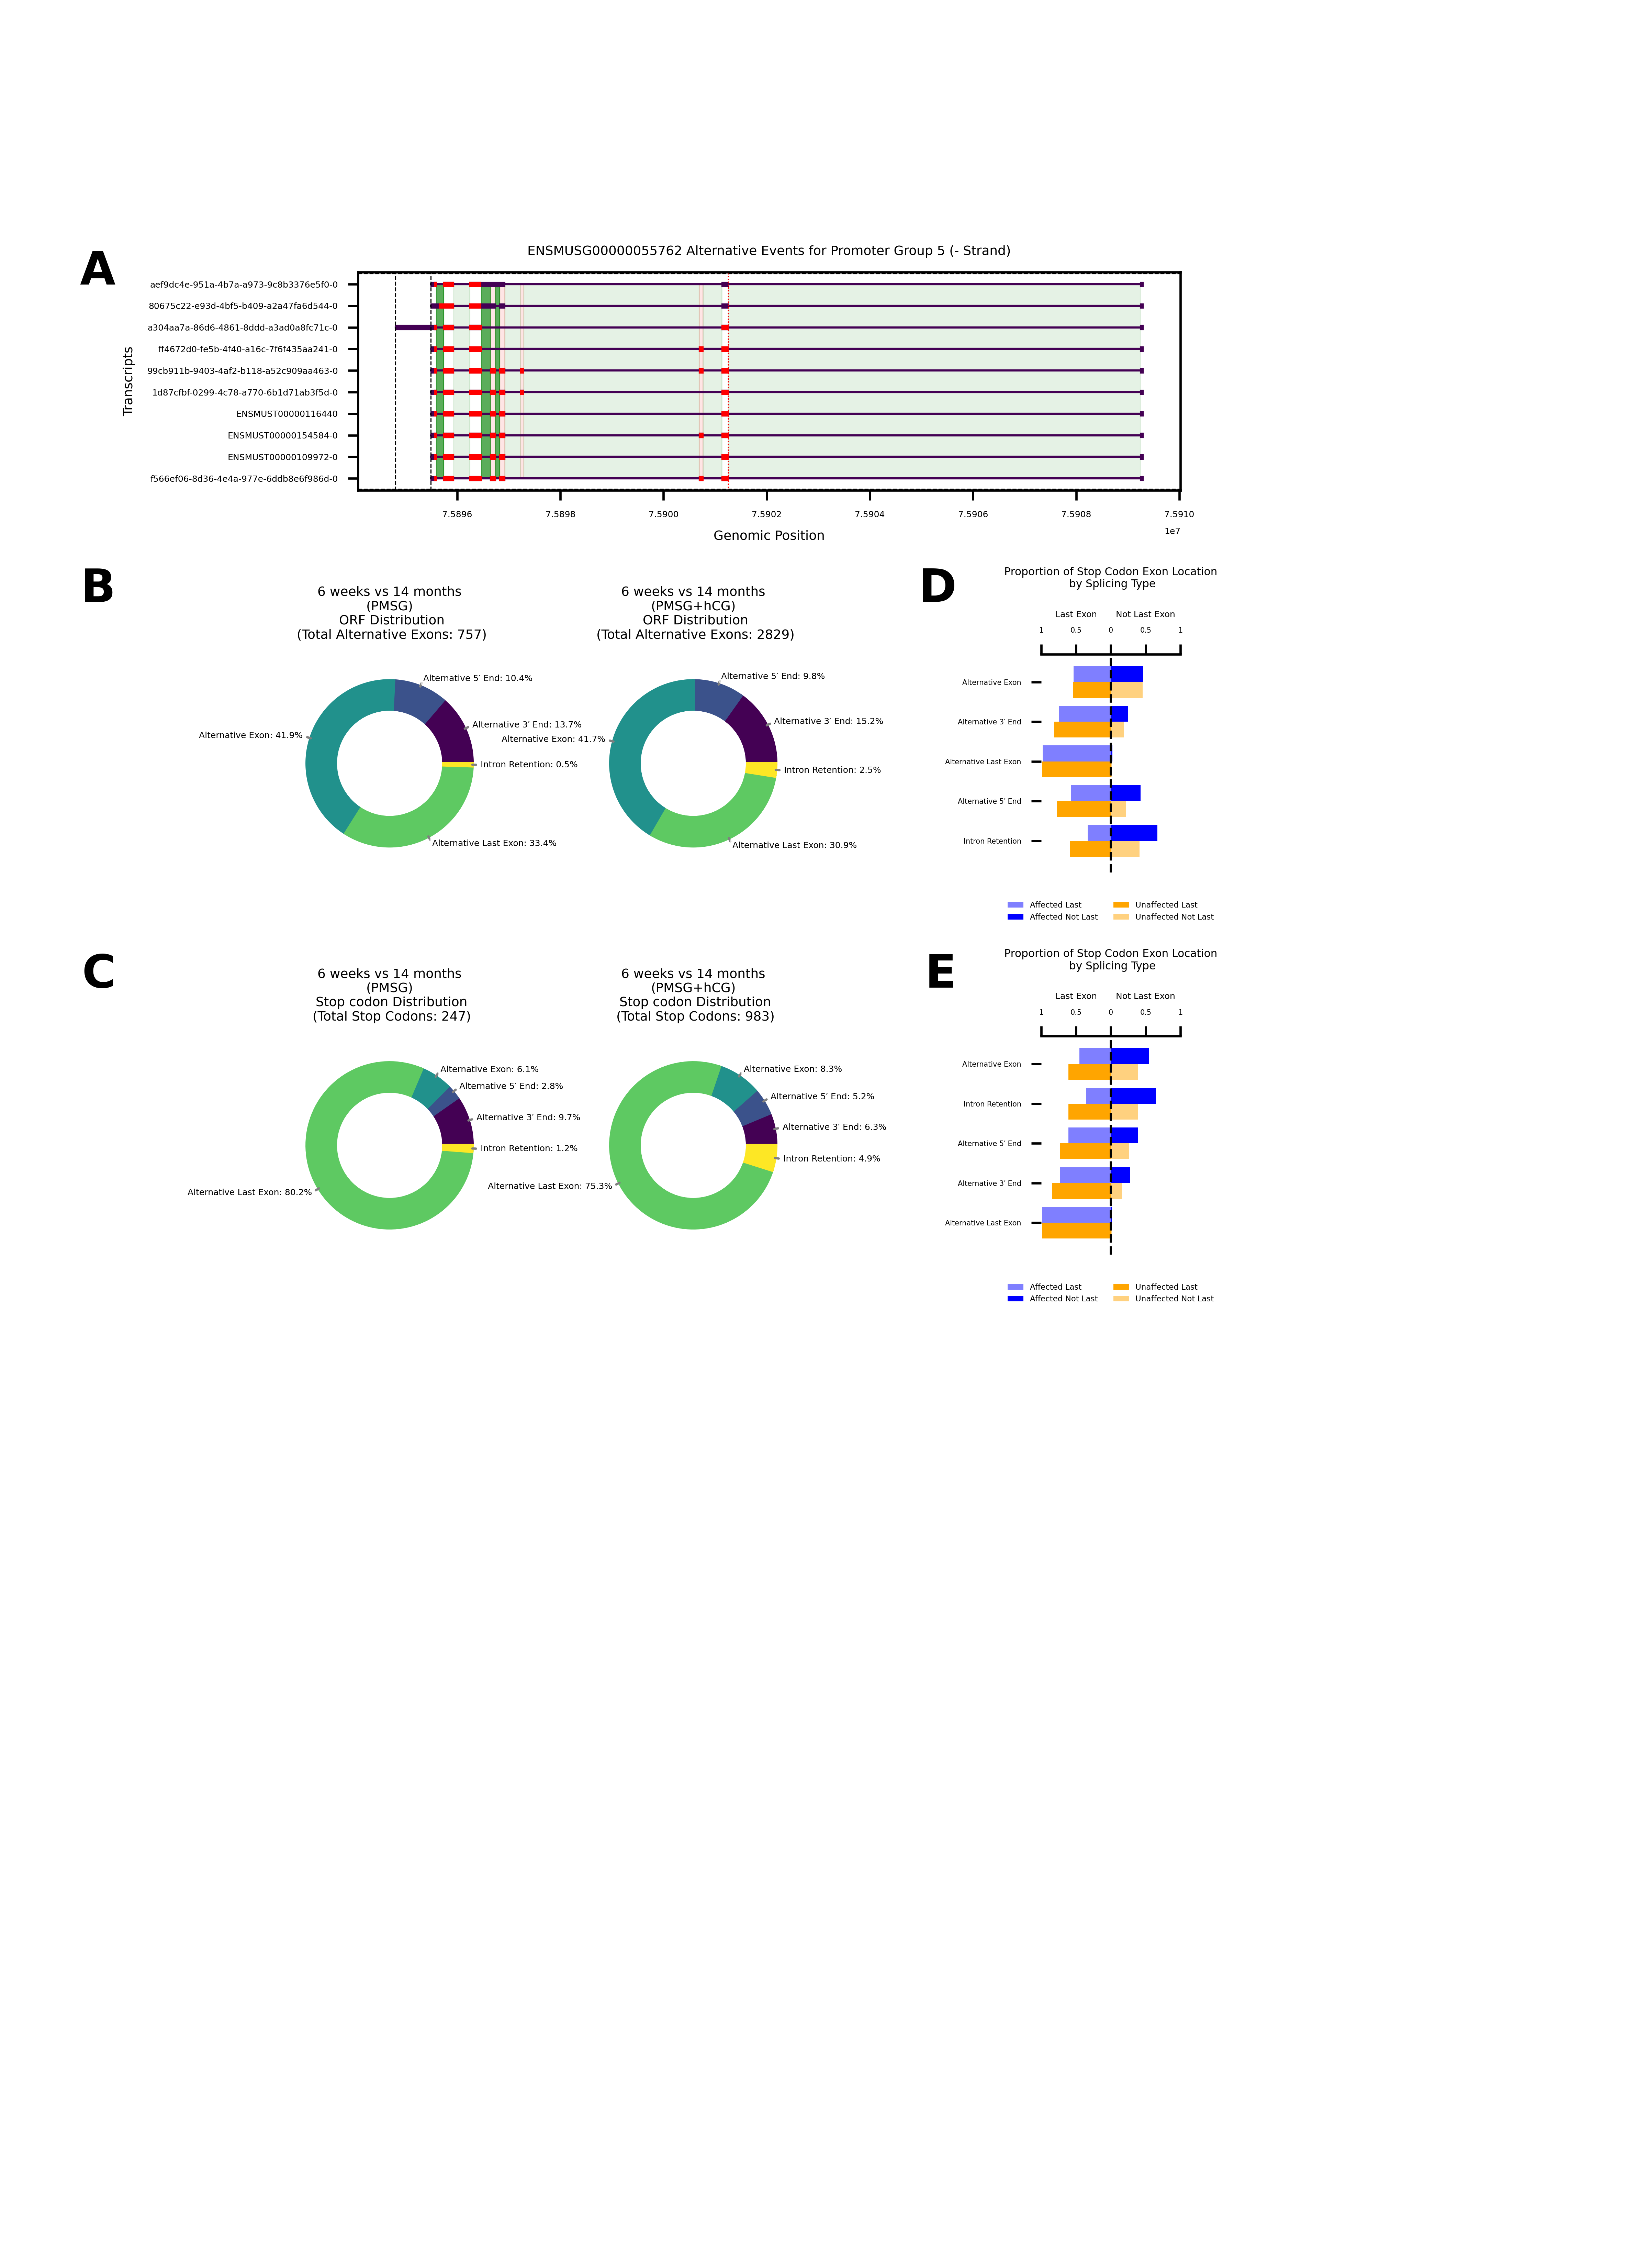 A
ENSMUSG00000055762 Alternative Events for Promoter Group 5 (- Strand)
Transcripts
aef9dc4e-951a-4b7a-a973-9c8b3376e5f0-0
80675c22-e93d-4bf5-b409-a2a47fa6d544-0
a304aa7a-86d6-4861-8ddd-a3ad0a8fc71c-0
ff4672d0-fe5b-4f40-a16c-7f6f435aa241-0
99cb911b-9403-4af2-b118-a52c909aa463-0
1d87cfbf-0299-4c78-a770-6b1d71ab3f5d-0
ENSMUST00000116440
ENSMUST00000154584-0
ENSMUST00000109972-0
f566ef06-8d36-4e4a-977e-6ddb8e6f986d-0
7.5896 7.5898 7.5900 7.5902 7.5904 7.5906 7.5908 7.5910
1e7
Genomic Position
B
6 weeks vs 14 months
(PMSG)
ORF Distribution
(Total Alternative Exons: 757)
Alternative 5′ End: 10.4%
Alternative 3′ End: 13.7%
Alternative Exon: 41.9%
Intron Retention: 0.5%
Alternative Last Exon: 33.4%
6 weeks vs 14 months
(PMSG+hCG)
ORF Distribution
(Total Alternative Exons: 2829)
Alternative 5′ End: 9.8%
Alternative 3′ End: 15.2%
Alternative Exon: 41.7%
Intron Retention: 2.5%
Alternative Last Exon: 30.9%
D
Proportion of Stop Codon Exon Location
by Splicing Type
Last Exon Not Last Exon
1 0.5 0 0.5 1
Alternative Exon
Alternative 3′ End
Alternative Last Exon
Alternative 5′ End
Intron Retention
Affected Last
Affected Not Last
Unaffected Last
Unaffected Not Last
C
6 weeks vs 14 months
(PMSG)
Stop codon Distribution
(Total Stop Codons: 247)
Alternative Exon: 6.1%
Alternative 5′ End: 2.8%
Alternative 3′ End: 9.7%
Intron Retention: 1.2%
Alternative Last Exon: 80.2%
6 weeks vs 14 months
(PMSG+hCG)
Stop codon Distribution
(Total Stop Codons: 983)
Alternative Exon: 8.3%
Alternative 5′ End: 5.2%
Alternative 3′ End: 6.3%
Intron Retention: 4.9%
Alternative Last Exon: 75.3%
E
Proportion of Stop Codon Exon Location
by Splicing Type
Last Exon Not Last Exon
1 0.5 0 0.5 1
Alternative Exon
Intron Retention
Alternative 5′ End
Alternative 3′ End
Alternative Last Exon
Affected Last
Affected Not Last
Unaffected Last
Unaffected Not Last